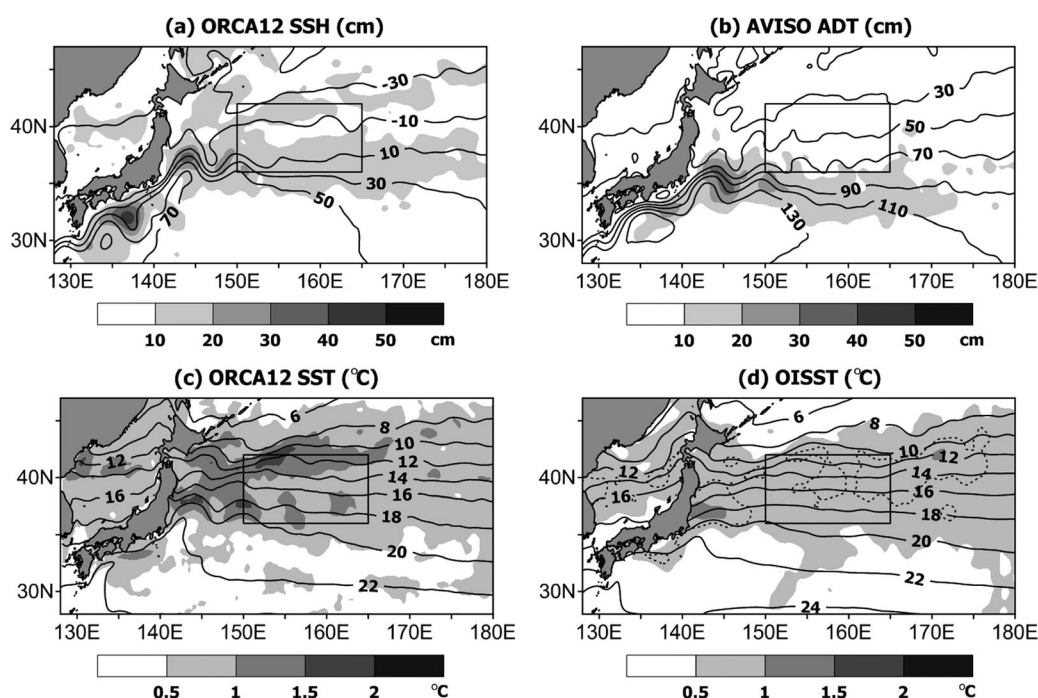 (a) ORCA12 SSH (cm)
(b) AVISO ADT (cm)
40N
30N
-30
-10
10
30
50
70
130E
140E
150E
160E
170E
180E
30
50
70
90
110
130
40N
30N
130E
140E
150E
160E
170E
180E
10
20
30
40
50
cm
10
20
30
40
50
cm
(c) ORCA12 SST (°C)
(d) OISST (°C)
40N
30N
6
8
10
12
14
16
18
20
22
12
16
130E
140E
150E
160E
170E
180E
40N
30N
6
8
10
12
14
16
18
20
22
24
12
16
130E
140E
150E
160E
170E
180E
0.5
1
1.5
2
°C
0.5
1
1.5
2
°C